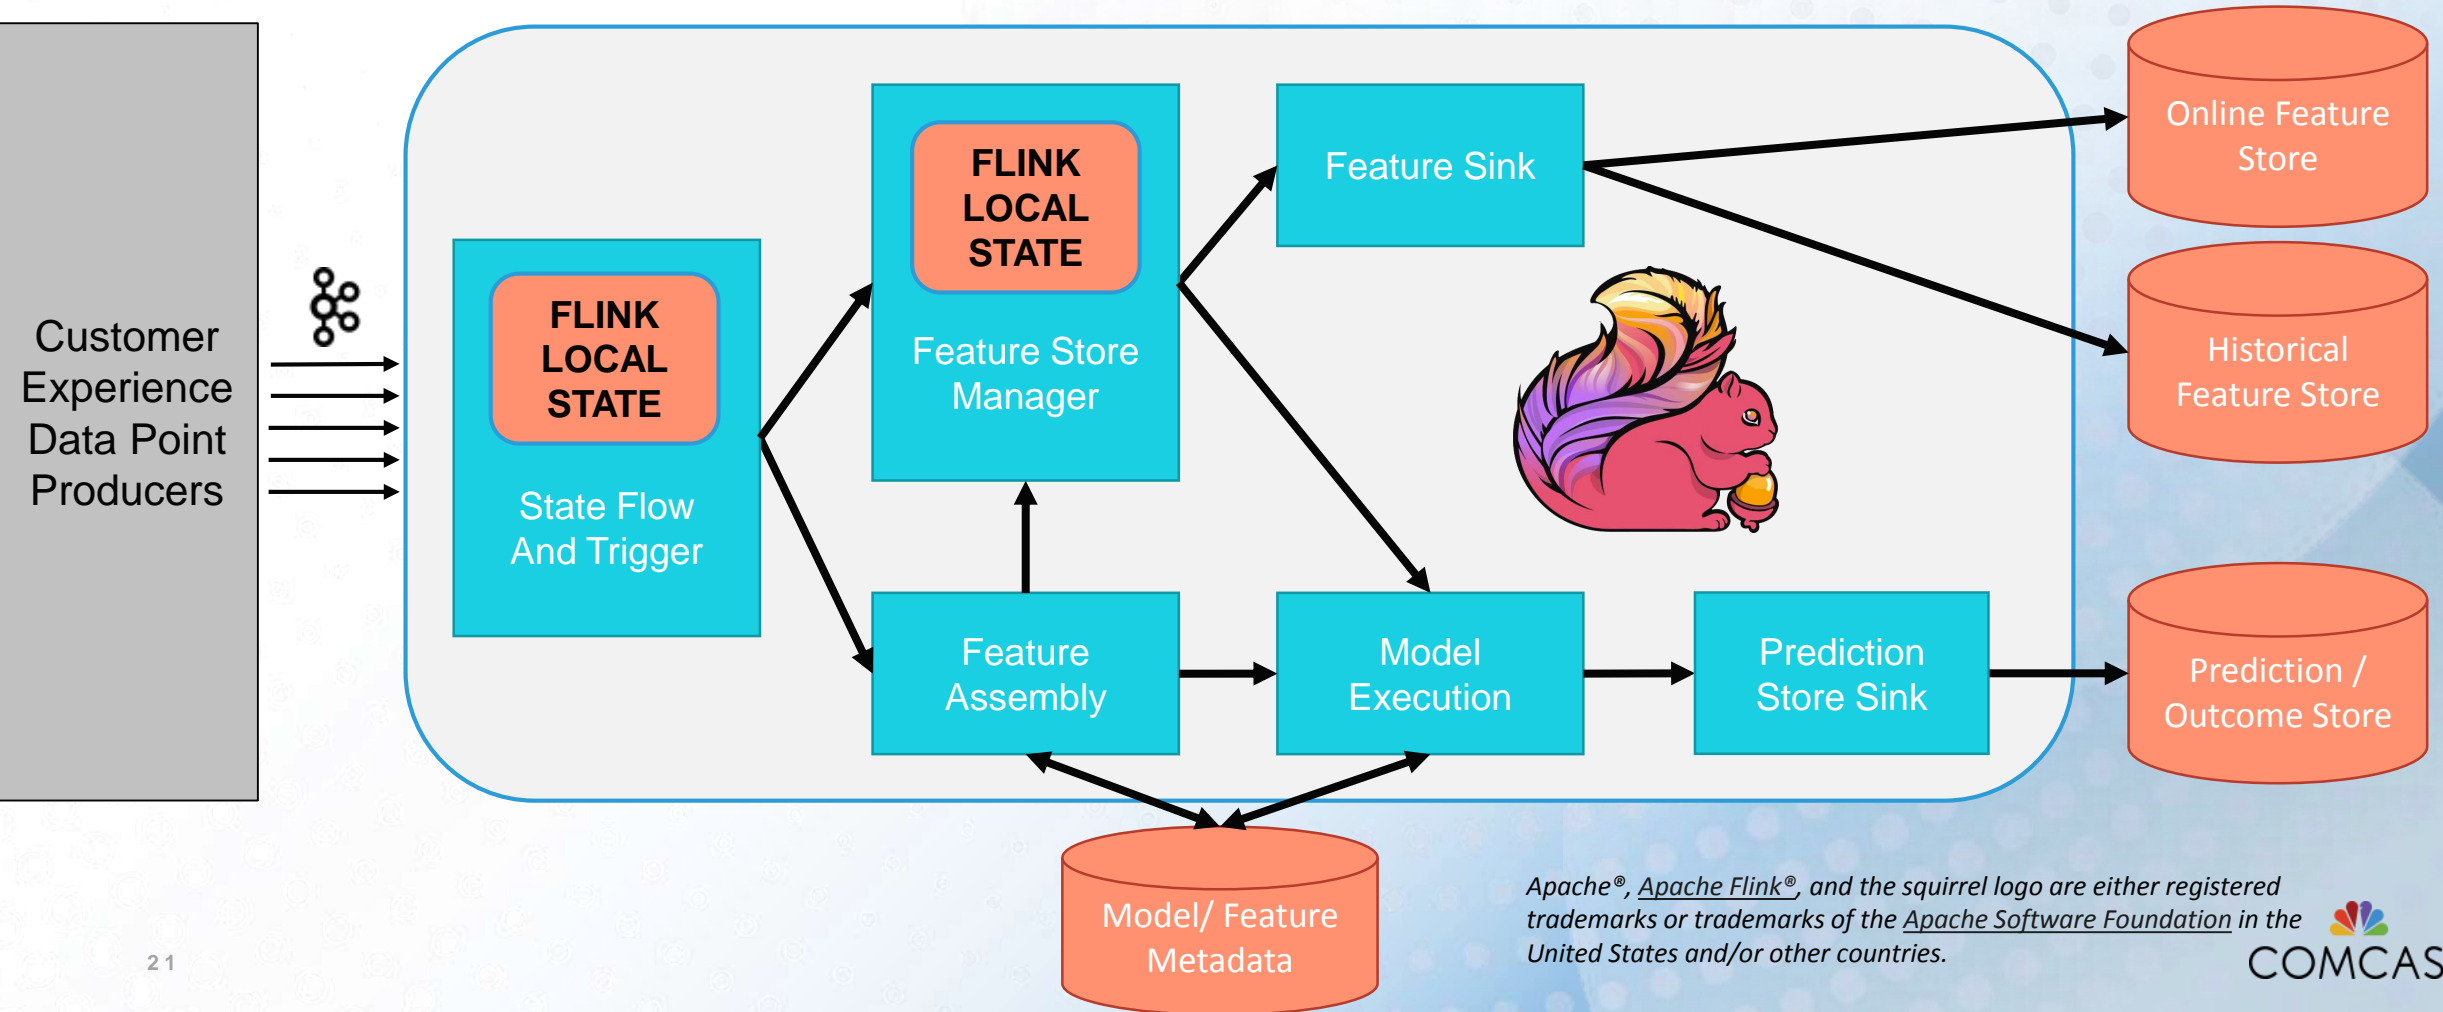 Customer
Experience
Data Point
Producers
FLINK
LOCAL
STATE
State Flow
And Trigger
FLINK
LOCAL
STATE
Feature Store
Manager
Feature Sink
Feature
Assembly
Model
Execution
Prediction
Store Sink
Online Feature
Store
Historical
Feature Store
Prediction /
Outcome Store
Model/ Feature
Metadata
Apache®, Apache Flink®, and the squirrel logo are either registered
trademarks or trademarks of the Apache Software Foundation in the
United States and/or other countries.
21
COMCAS